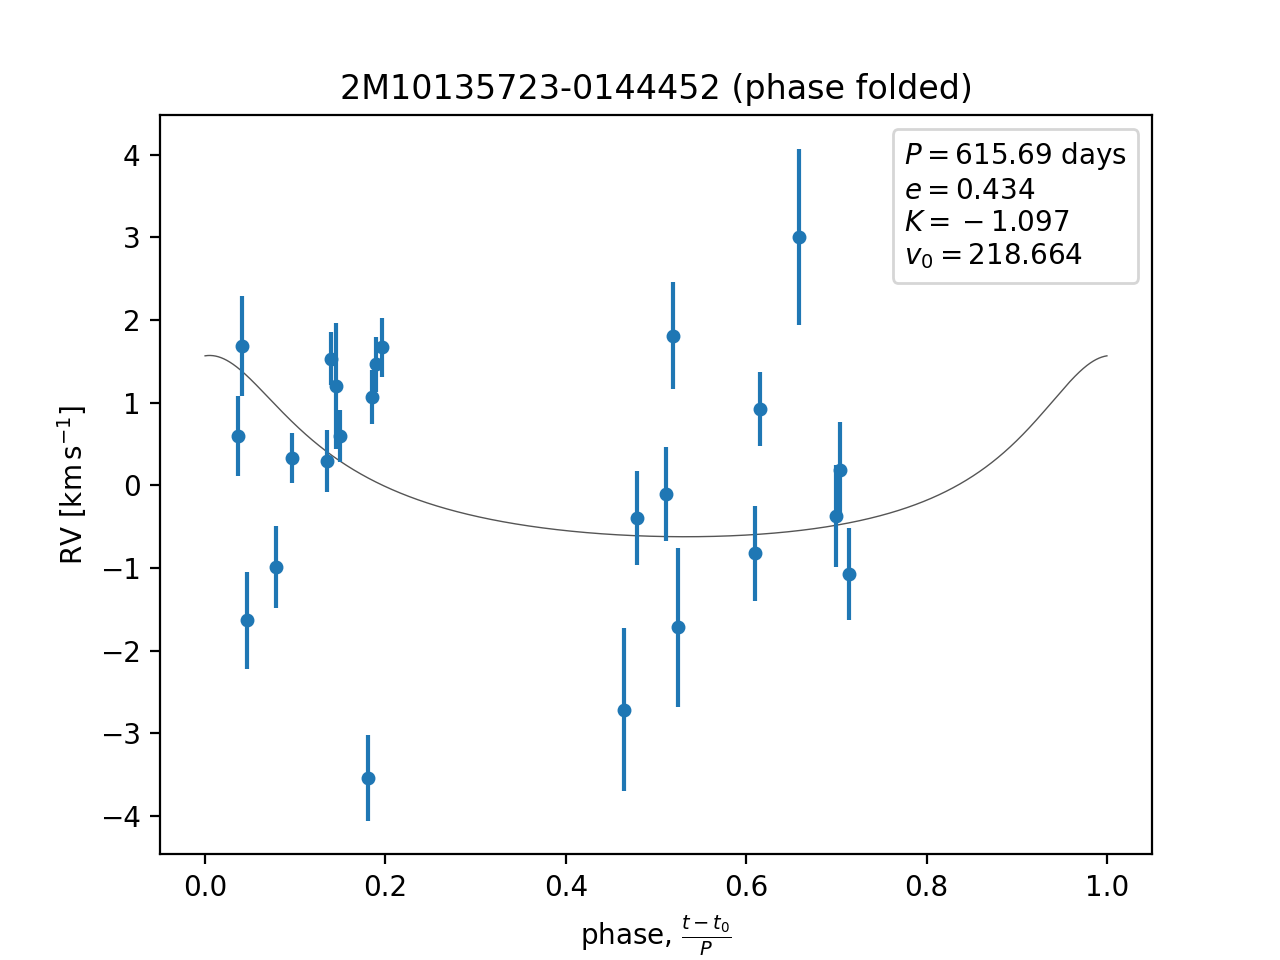 2M10135723-0144452 (phase folded)
P = 615.69 days
e = 0.434
K = −1.097
v₀ = 218.664
4
3
2
1
0
−1
−2
−3
−4
RV [km s⁻¹]
0.0 0.2 0.4 0.6 0.8 1.0
phase, (t − t₀)/P